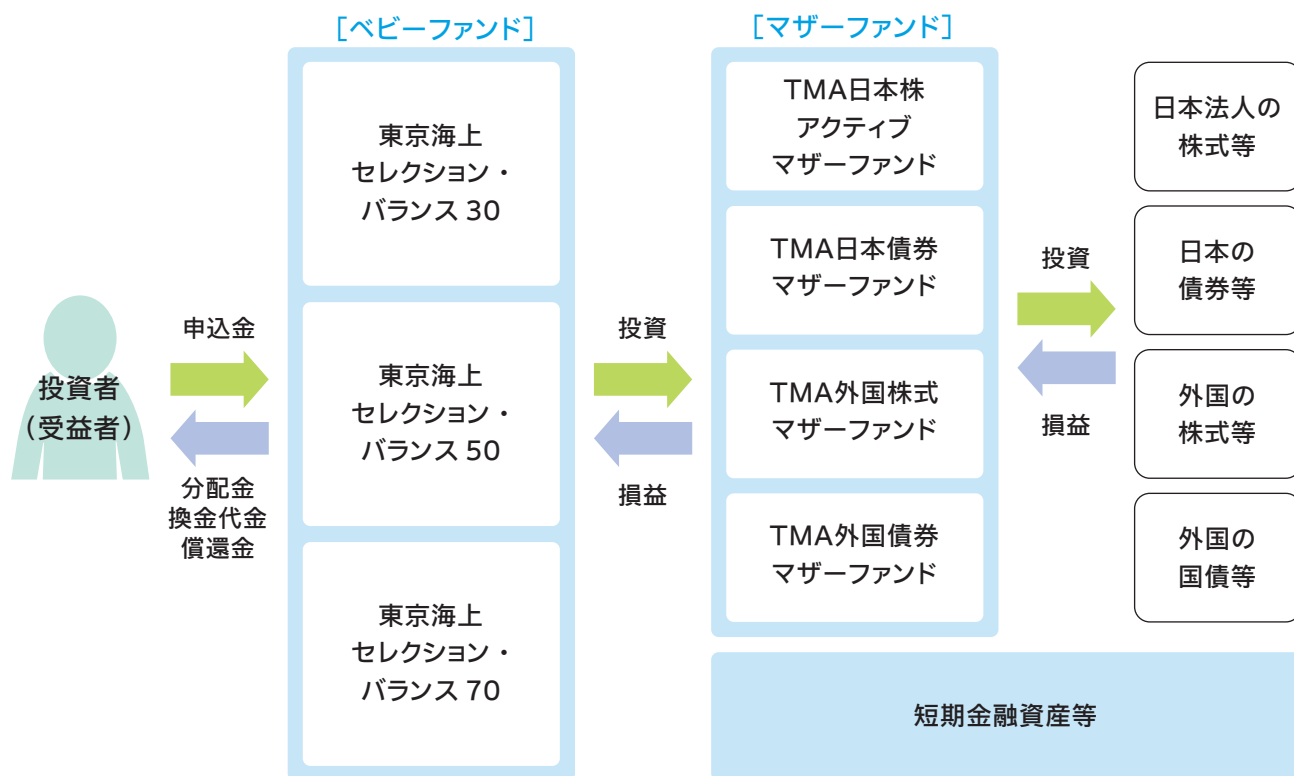 ［ベビーファンド］
［マザーファンド］
投資者
（受益者）
申込金
分配金
換金代金
償還金
東京海上
セレクション・
バランス 30
東京海上
セレクション・
バランス 50
東京海上
セレクション・
バランス 70
投資
損益
TMA日本株
アクティブ
マザーファンド
TMA日本債券
マザーファンド
TMA外国株式
マザーファンド
TMA外国債券
マザーファンド
投資
損益
日本法人の
株式等
日本の
債券等
外国の
株式等
外国の
国債等
短期金融資産等